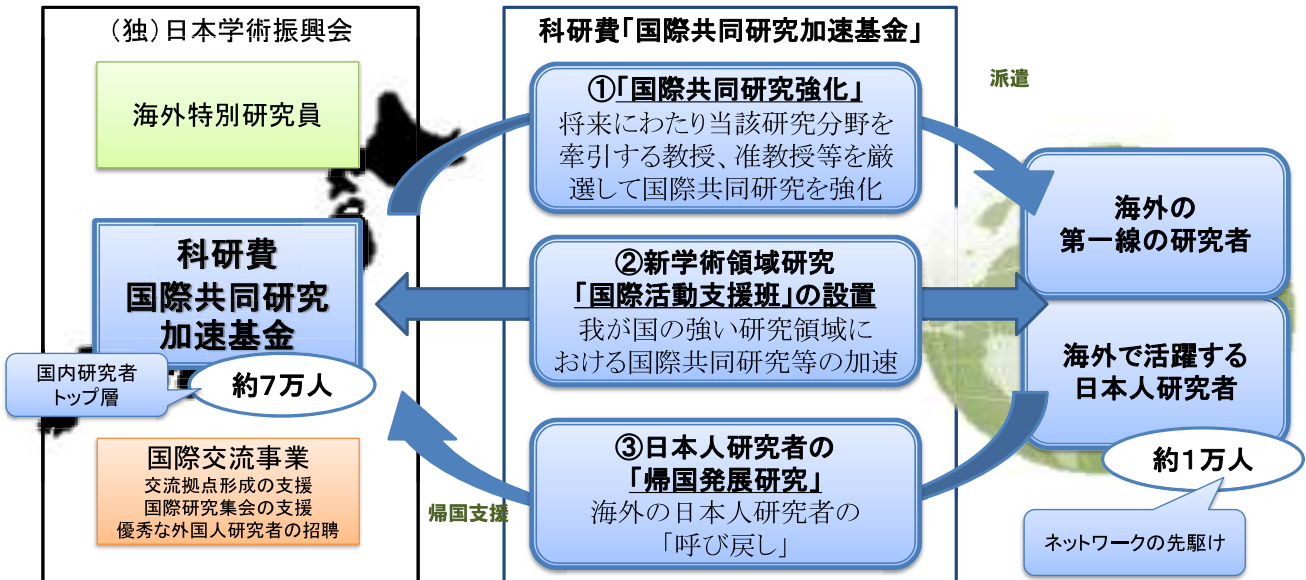 （独）日本学術振興会
海外特別研究員
科研費
国際共同研究
加速基金
国内研究者
トップ層
約７万人
国際交流事業
交流拠点形成の支援
国際研究集会の支援
優秀な外国人研究者の招聘
科研費「国際共同研究加速基金」
①「国際共同研究強化」
将来にわたり当該研究分野を
牽引する教授、准教授等を厳
選して国際共同研究を強化
②新学術領域研究
「国際活動支援班」の設置
我が国の強い研究領域に
おける国際共同研究等の加速
③日本人研究者の
「帰国発展研究」
海外の日本人研究者の
「呼び戻し」
帰国支援
派遣
海外の
第一線の研究者
海外で活躍する
日本人研究者
約１万人
ネットワークの先駆け